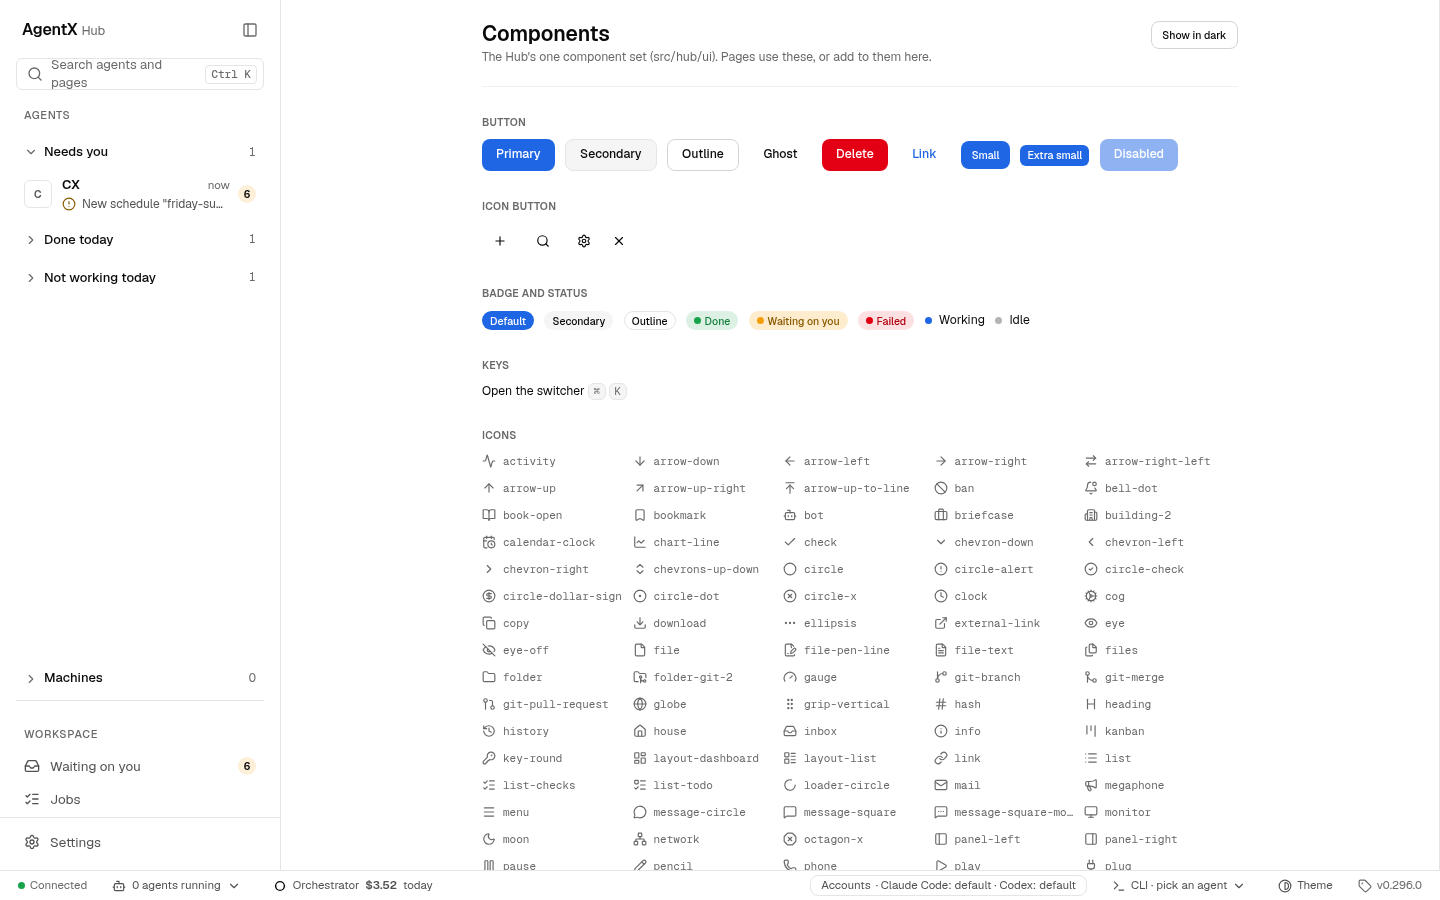 AgentX Hub
Search agents and pages
Ctrl K
AGENTS
Needs you 1
C
CX now
New schedule "friday-su... 6
Done today 1
Not working today 1
Machines 0
WORKSPACE
Waiting on you 6
Jobs
Settings
Components
Show in dark
The Hub's one component set (src/hub/ui). Pages use these, or add to them here.
BUTTON
Primary Secondary Outline Ghost Delete Link Small Extra small Disabled
ICON BUTTON
BADGE AND STATUS
Default Secondary Outline Done Waiting on you Failed Working Idle
KEYS
Open the switcher ⌘ K
ICONS
activity arrow-down arrow-left arrow-right arrow-right-left
arrow-up arrow-up-right arrow-up-to-line ban bell-dot
book-open bookmark bot briefcase building-2
calendar-clock chart-line check chevron-down chevron-left
chevron-right chevrons-up-down circle circle-alert circle-check
circle-dollar-sign circle-dot circle-x clock cog
copy download ellipsis external-link eye
eye-off file file-pen-line file-text files
folder folder-git-2 gauge git-branch git-merge
git-pull-request globe grip-vertical hash heading
history house inbox info kanban
key-round layout-dashboard layout-list link list
list-checks list-todo loader-circle mail megaphone
menu message-circle message-square message-square-mo... monitor
moon network octagon-x panel-left panel-right
pause pencil phone play plug
Connected 0 agents running Orchestrator $3.52 today Accounts · Claude Code: default · Codex: default CLI · pick an agent Theme v0.296.0